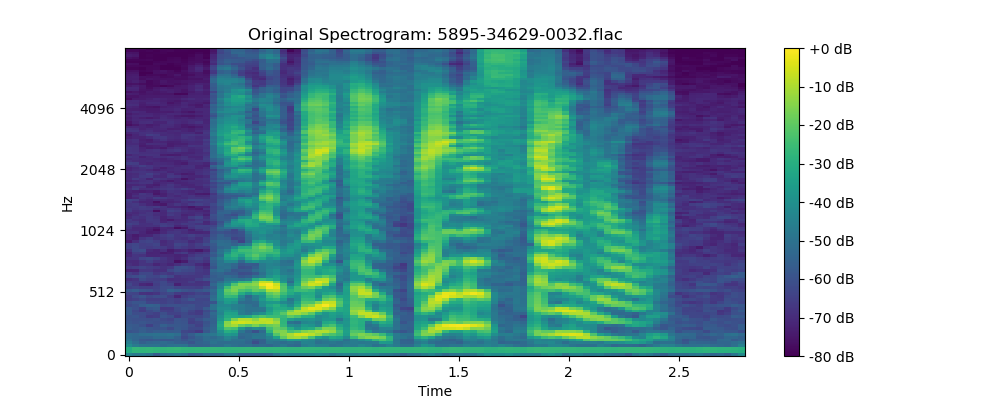 Original Spectrogram: 5895-34629-0032.flac
Hz
4096
2048
1024
512
0
0
0.5
1
1.5
2
2.5
Time
+0 dB
-10 dB
-20 dB
-30 dB
-40 dB
-50 dB
-60 dB
-70 dB
-80 dB